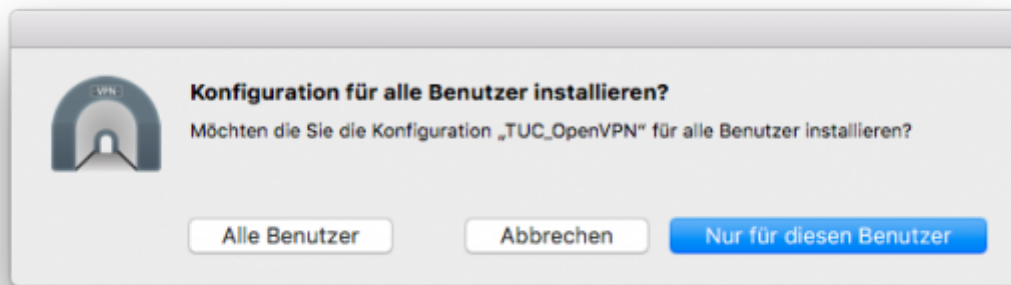 VPN
Konfiguration für alle Benutzer installieren?
Möchten die Sie die Konfiguration „TUC_OpenVPN“ für alle Benutzer installieren?
Alle Benutzer
Abbrechen
Nur für diesen Benutzer